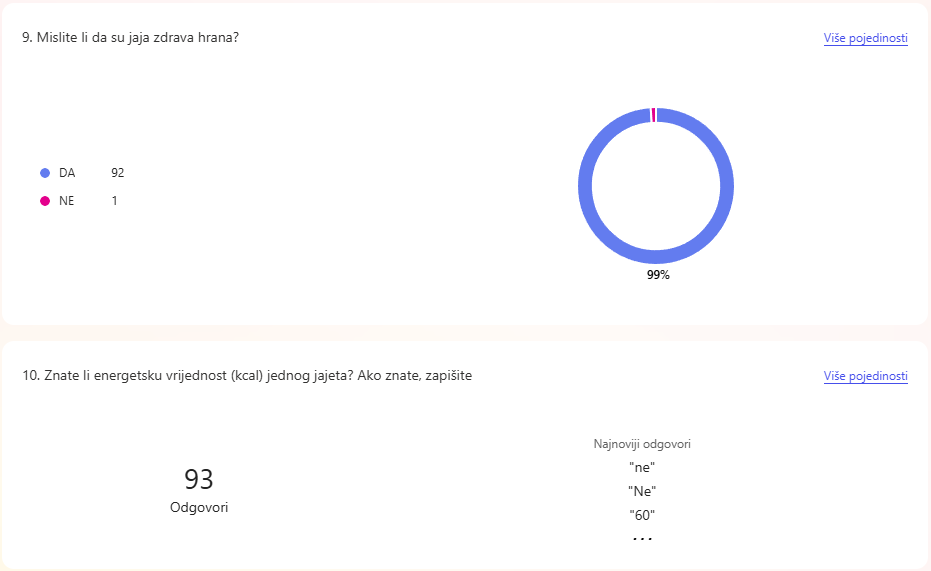 9. Mislite li da su jaja zdrava hrana?
Više pojedinosti
DA 92
NE 1
99%
10. Znate li energetsku vrijednost (kcal) jednog jajeta? Ako znate, zapišite
Više pojedinosti
93
Odgovori
Najnoviji odgovori
"ne"
"Ne"
"60"
...